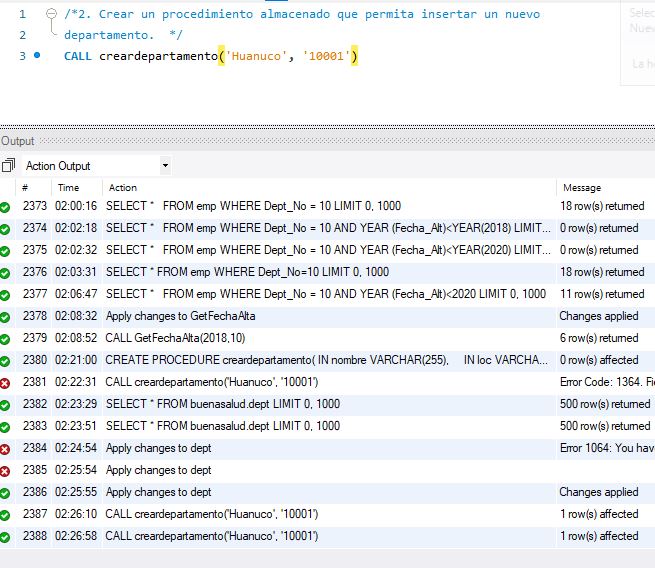 1 /*2. Crear un procedimiento almacenado que permita insertar un nuevo
2 departamento.  */
3 CALL creardepartamento('Huanuco', '10001')
Selec
Nuev
La h
Output
Action Output
# Time Action Message
2373 02:00:16 SELECT *   FROM emp WHERE Dept_No = 10 LIMIT 0, 1000 18 row(s) returned
2374 02:02:18 SELECT *   FROM emp WHERE Dept_No = 10 AND YEAR (Fecha_Alt)<YEAR(2018) LIMIT... 0 row(s) returned
2375 02:02:32 SELECT *   FROM emp WHERE Dept_No = 10 AND YEAR (Fecha_Alt)<YEAR(2020) LIMIT... 0 row(s) returned
2376 02:03:31 SELECT * FROM emp WHERE Dept_No=10 LIMIT 0, 1000 18 row(s) returned
2377 02:06:47 SELECT *   FROM emp WHERE Dept_No = 10 AND YEAR (Fecha_Alt)<2020 LIMIT 0, 1000 11 row(s) returned
2378 02:08:32 Apply changes to GetFechaAlta Changes applied
2379 02:08:52 CALL GetFechaAlta(2018,10) 6 row(s) returned
2380 02:21:00 CREATE PROCEDURE creardepartamento( IN nombre VARCHAR(255),     IN loc VARCHA... 0 row(s) affected
2381 02:22:31 CALL creardepartamento('Huanuco', '10001') Error Code: 1364. Fie
2382 02:23:29 SELECT * FROM buenasalud.dept LIMIT 0, 1000 500 row(s) returned
2383 02:23:51 SELECT * FROM buenasalud.dept LIMIT 0, 1000 500 row(s) returned
2384 02:24:54 Apply changes to dept Error 1064: You hav
2385 02:25:54 Apply changes to dept
2386 02:25:55 Apply changes to dept Changes applied
2387 02:26:10 CALL creardepartamento('Huanuco', '10001') 1 row(s) affected
2388 02:26:58 CALL creardepartamento('Huanuco', '10001') 1 row(s) affected